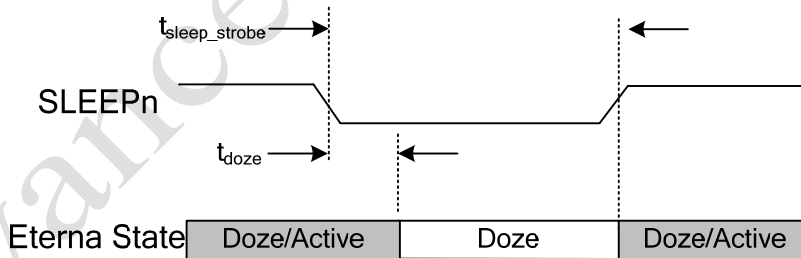 tsleep_strobe
SLEEPn
tdoze
Eterna State Doze/Active Doze Doze/Active